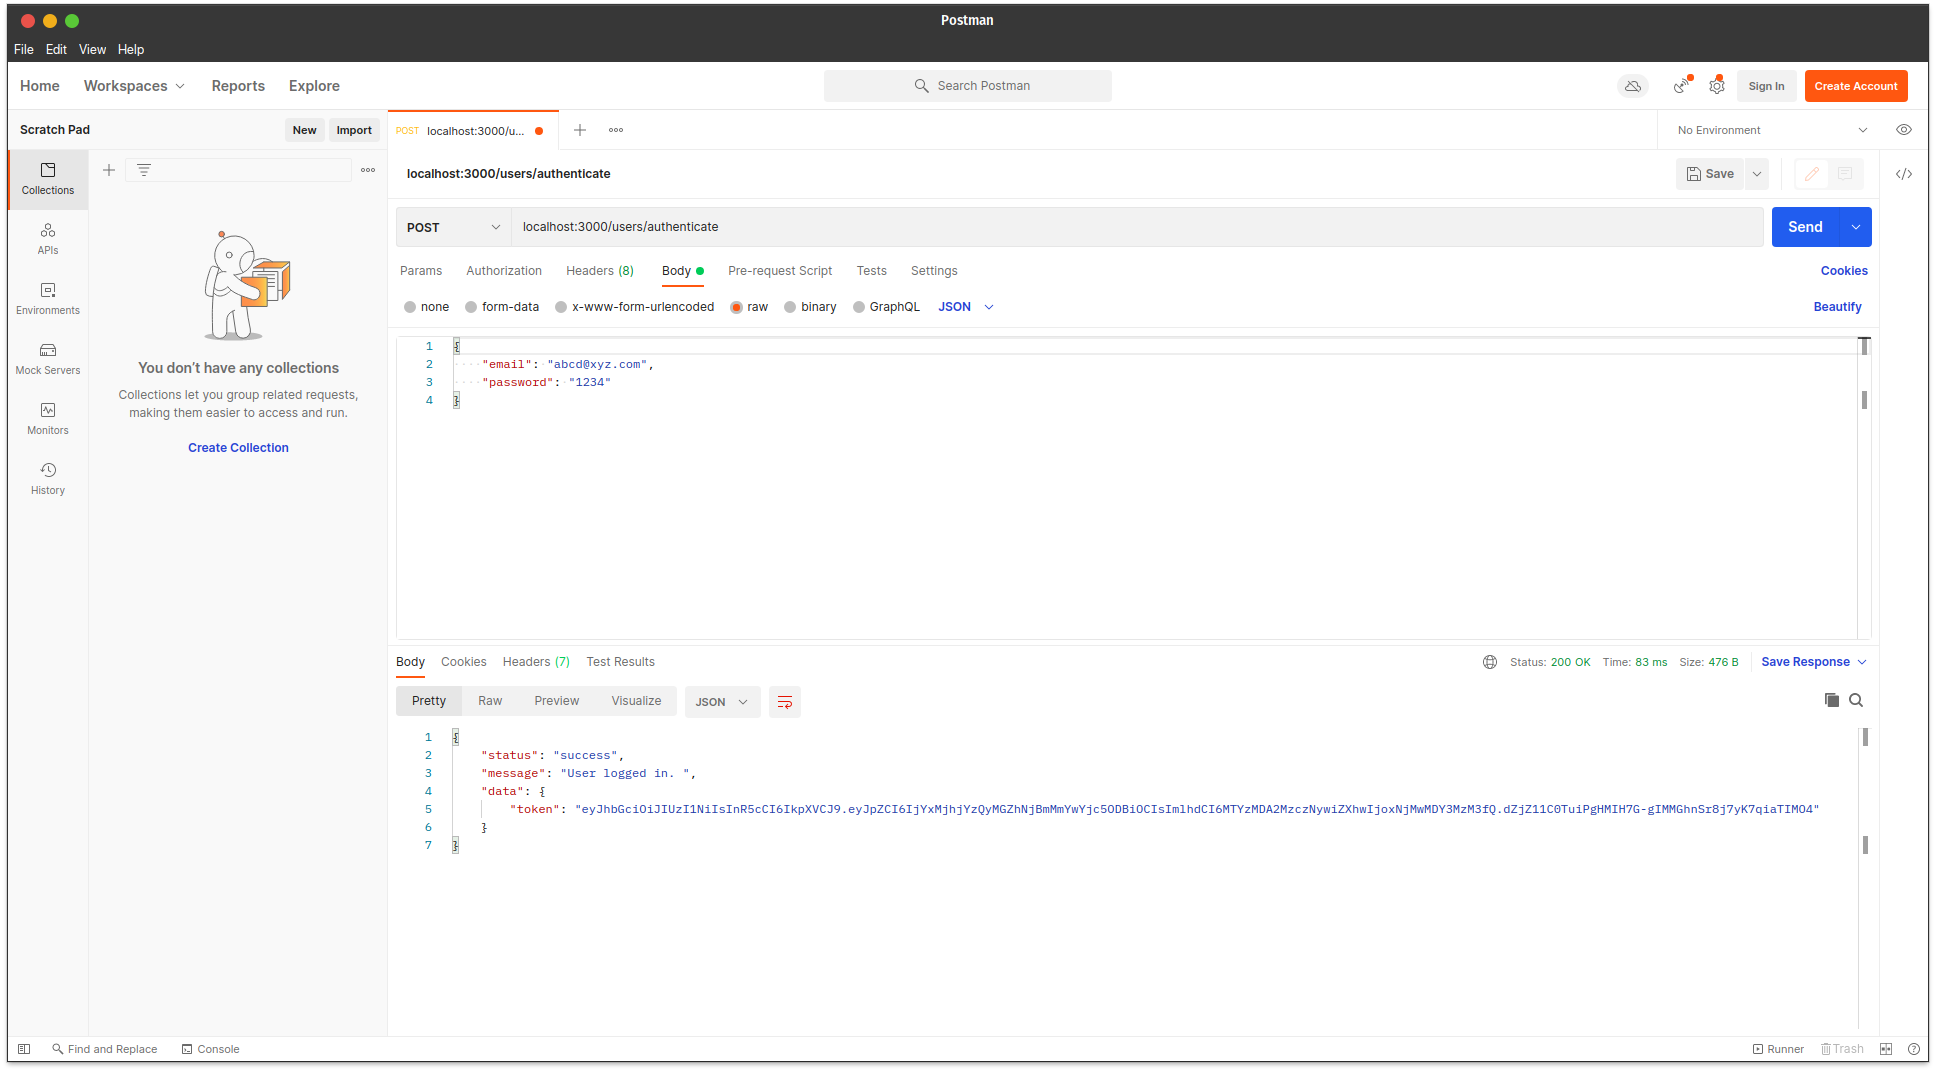 Postman
File Edit View Help
Home Workspaces Reports Explore Search Postman Sign In Create Account
Scratch Pad New Import POST localhost:3000/u... No Environment
Collections
APIs
Environments
Mock Servers
Monitors
History
You don't have any collections
Collections let you group related requests,
making them easier to access and run.
Create Collection
localhost:3000/users/authenticate Save
POST localhost:3000/users/authenticate Send
Params Authorization Headers (8) Body Pre-request Script Tests Settings Cookies
none form-data x-www-form-urlencoded raw binary GraphQL JSON Beautify
1 {
2 "email": "abcd@xyz.com",
3 "password": "1234"
4 }
Body Cookies Headers (7) Test Results Status: 200 OK Time: 83 ms Size: 476 B Save Response
Pretty Raw Preview Visualize JSON
1 {
2 "status": "success",
3 "message": "User logged in. ",
4 "data": {
5 "token": "eyJhbGciOiJIUzI1NiIsInR5cCI6IkpXVCJ9.eyJpZCI6IjYxMjhjYzQyMGZhNjBmMmYwYjc5ODBiOCIsImlhdCI6MTYzMDA2MzczNywiZXhwIjoxNjMwMDY3MzM3fQ.dZjZ11C0TuiPgHMIH7G-gIMMGhnSr8j7yK7qiaTIMO4"
6 }
7 }
Find and Replace Console Runner Trash